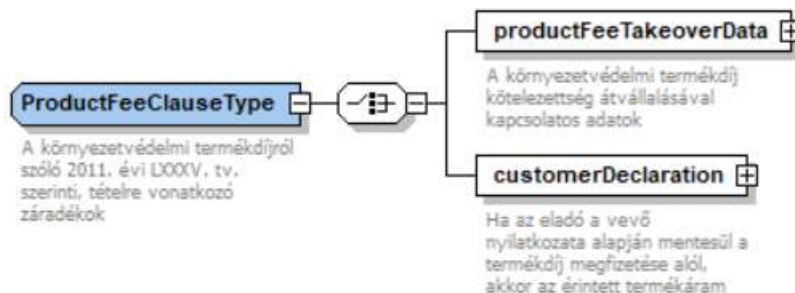 productFeeTakeoverData
A környezetvédelmi termékdíj
kötelezettség átvállalásával
kapcsolatos adatok
ProductFeeClauseType
A környezetvédelmi termékdíjról
szóló 2011. évi LXXXV. tv.
szerinti, tételre vonatkozó
záradékok
customerDeclaration
Ha az eladó a vevő
nyilatkozata alapján mentesül a
termékdíj megfizetése alól,
akkor az érintett termékáram